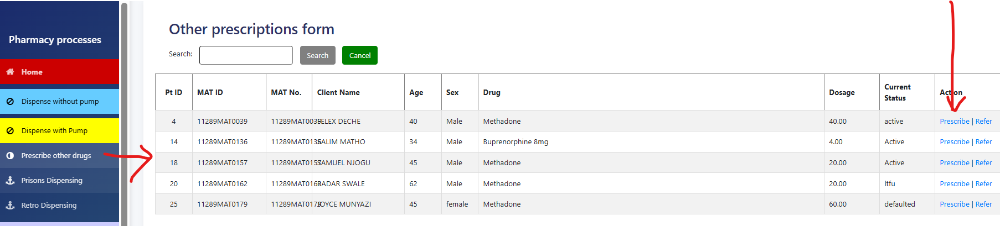 Pharmacy processes
Home
Dispense without pump
Dispense with Pump
Prescribe other drugs
Prisons Dispensing
Retro Dispensing
Other prescriptions form
Search: Search Cancel
Pt ID MAT ID MAT No. Client Name Age Sex Drug Dosage Current Status Action
4 11289MAT0039 11289MAT0039 FELEX DECHE 40 Male Methadone 40.00 active Prescribe | Refer
14 11289MAT0136 11289MAT0136 SALIM MATHO 34 Male Buprenorphine 8mg 4.00 Active Prescribe | Refer
18 11289MAT0157 11289MAT0157 SAMUEL NJOGU 45 Male Methadone 20.00 Active Prescribe | Refer
20 11289MAT0162 11289MAT0162 SWALE 62 Male Methadone 20.00 ltfu Prescribe | Refer
25 11289MAT0179 11289MAT0179 JOYCE MUNYAZI 45 female Methadone 60.00 defaulted Prescribe | Refer